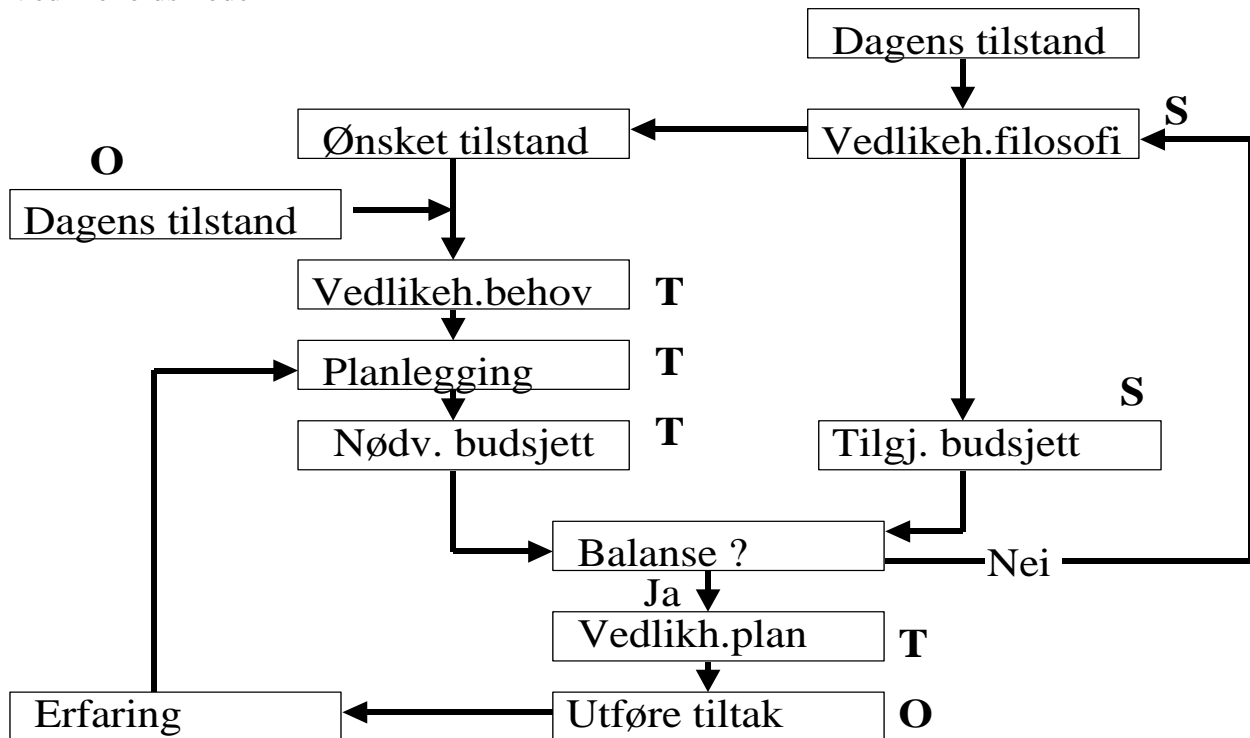 Dagens tilstand
S
Ønsket tilstand
Vedlikeh.filosofi
O
Dagens tilstand
Vedlikeh.behov
T
Planlegging
T
S
Nødv. budsjett
T
Tilgj. budsjett
Balanse ?
Nei
Ja
Vedlikh.plan
T
Erfaring
Utføre tiltak
O